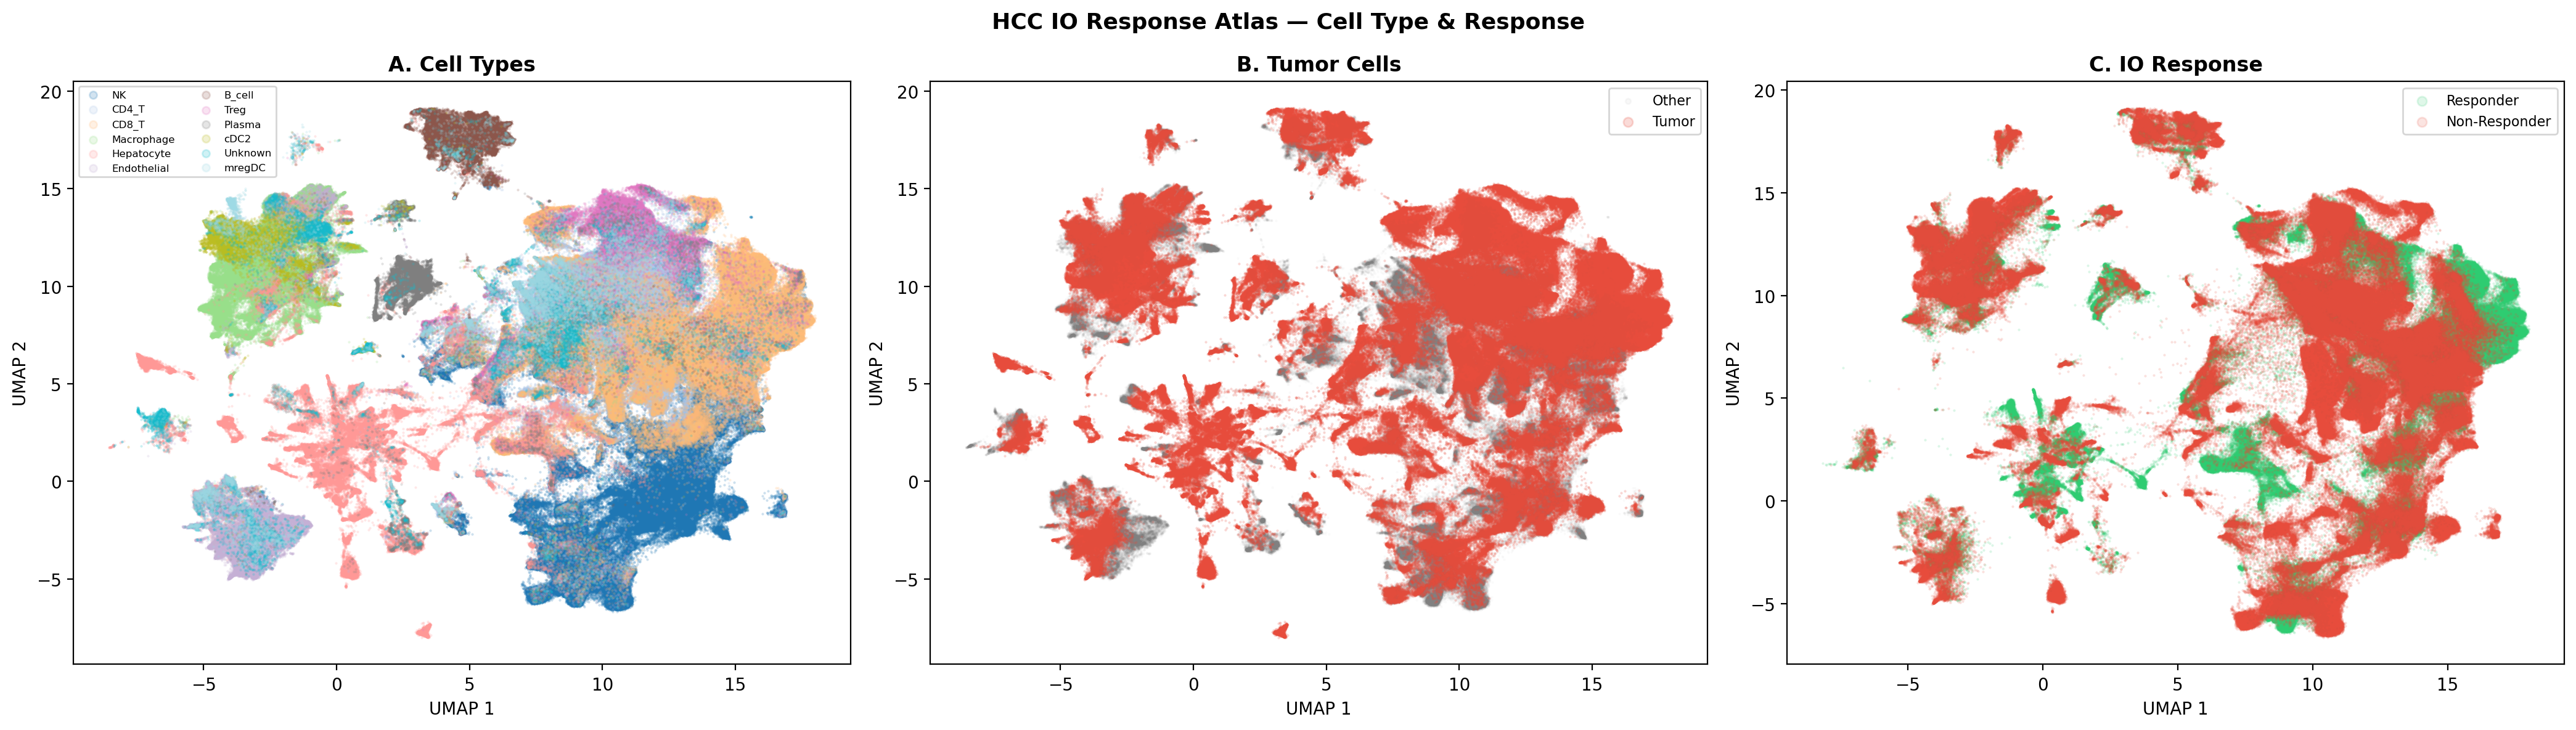 HCC IO Response Atlas — Cell Type & Response
A. Cell Types
20
15
10
5
0
−5
UMAP 2
−5
0
5
10
15
UMAP 1
NK
CD4_T
CD8_T
Macrophage
Hepatocyte
Endothelial
B_cell
Treg
Plasma
cDC2
Unknown
mregDC
B. Tumor Cells
20
15
10
5
0
−5
UMAP 2
−5
0
5
10
15
UMAP 1
Other
Tumor
C. IO Response
20
15
10
5
0
−5
UMAP 2
−5
0
5
10
15
UMAP 1
Responder
Non-Responder